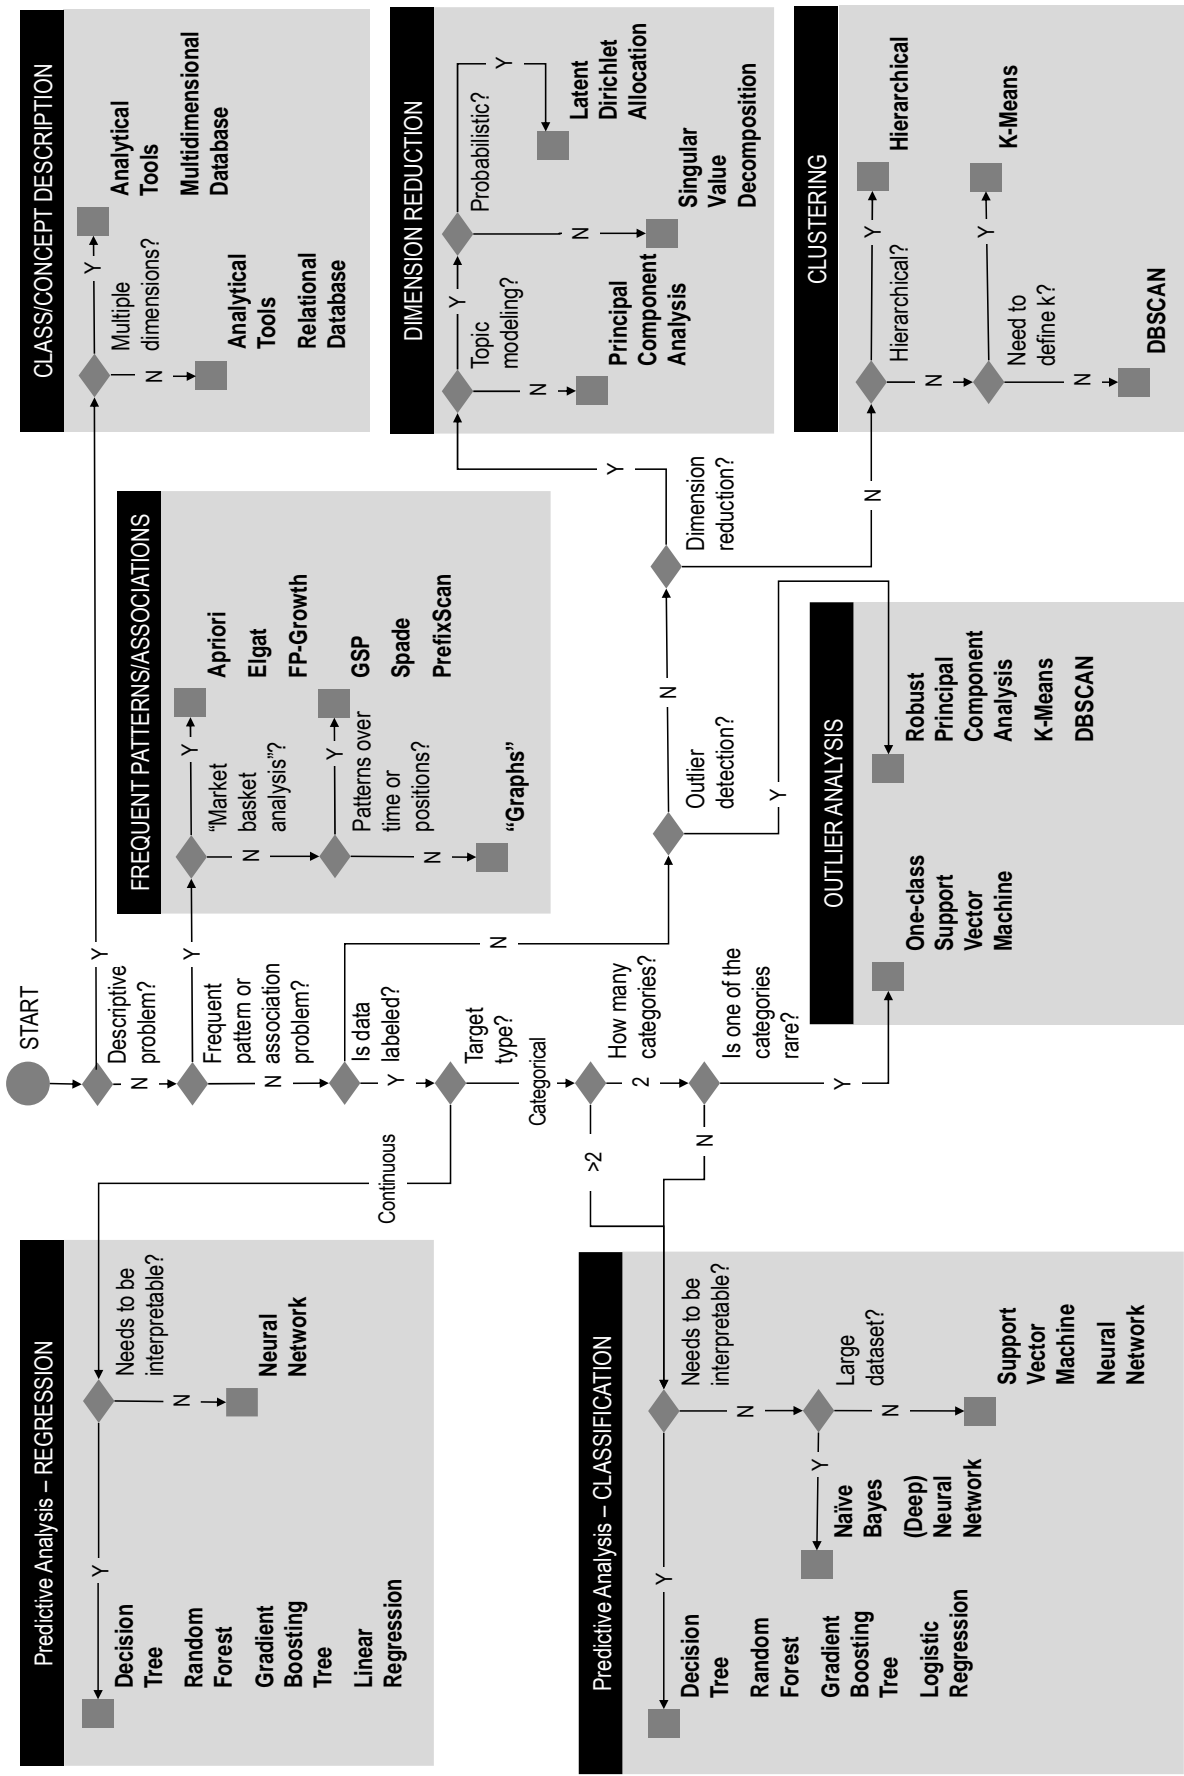 START
Descriptive
problem?
Y
N
Frequent
pattern or
association
problem?
Y
N
Is data
labeled?
N
Y
Target
type?
Continuous
Categorical
How many
categories?
>2
2
Is one of the
categories
rare?
N
Y
Predictive Analysis – REGRESSION
Needs to be
interpretable?
Y
N
Decision
Tree
Random
Forest
Gradient
Boosting
Tree
Linear
Regression
Neural
Network
Predictive Analysis – CLASSIFICATION
Needs to be
interpretable?
Y
N
Decision
Tree
Random
Forest
Gradient
Boosting
Tree
Logistic
Regression
Large
dataset?
Y
N
Naïve
Bayes
(Deep)
Neural
Network
Support
Vector
Machine
Neural
Network
FREQUENT PATTERNS/ASSOCIATIONS
“Market
basket
analysis”?
Y
N
Apriori
Elgat
FP-Growth
Patterns over
time or
positions?
Y
N
GSP
Spade
PrefixScan
“Graphs”
OUTLIER ANALYSIS
One-class
Support
Vector
Machine
Robust
Principal
Component
Analysis
K-Means
DBSCAN
Outlier
detection?
Y
N
Dimension
reduction?
Y
N
CLASS/CONCEPT DESCRIPTION
Multiple
dimensions?
Y
N
Analytical
Tools
Multidimensional
Database
Analytical
Tools
Relational
Database
DIMENSION REDUCTION
Topic
modeling?
Y
N
Principal
Component
Analysis
Probabilistic?
Y
N
Latent
Dirichlet
Allocation
Singular
Value
Decomposition
CLUSTERING
Hierarchical?
Y
N
Hierarchical
Need to
define k?
Y
N
K-Means
DBSCAN